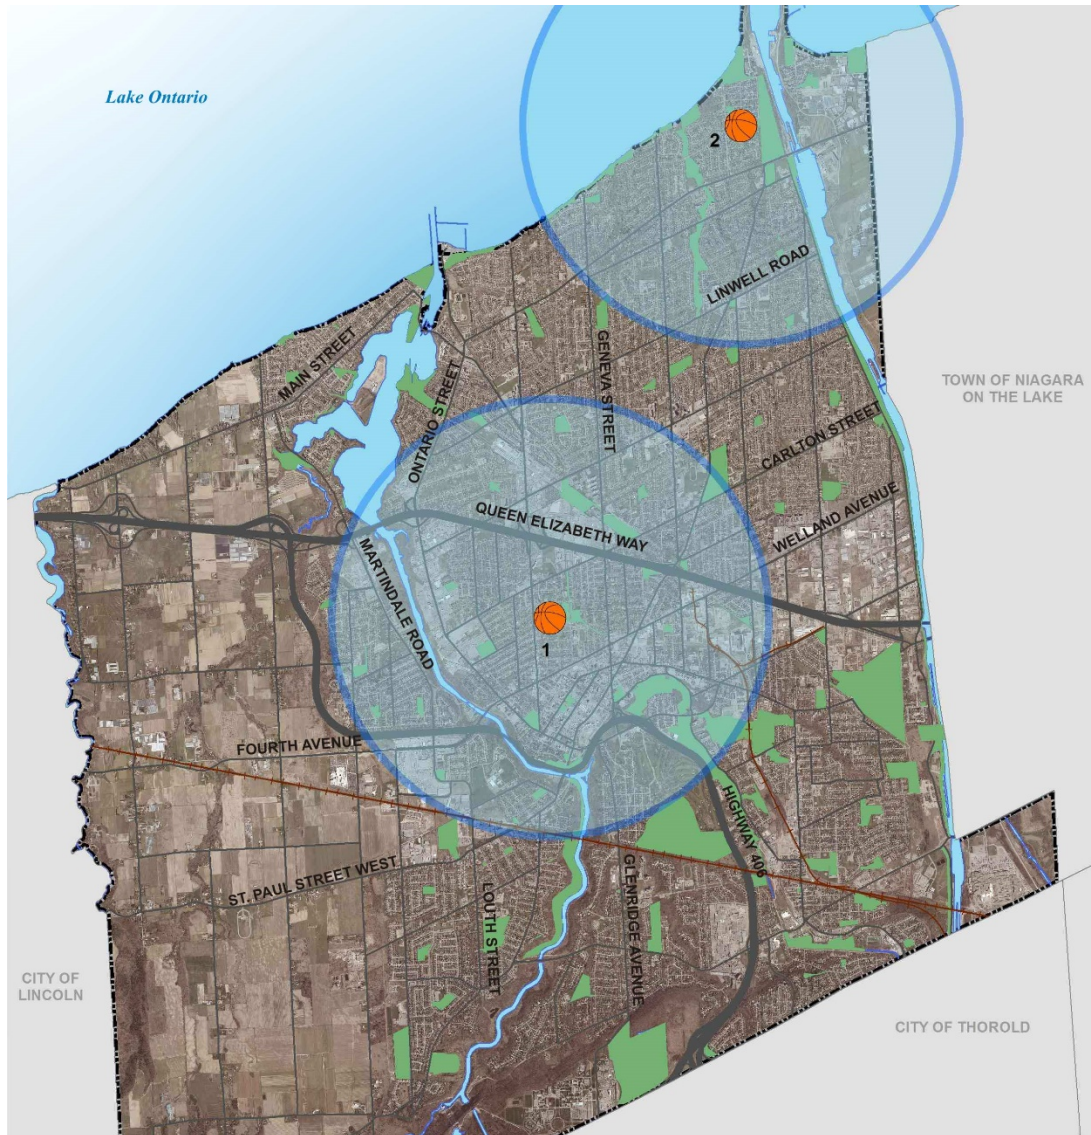 Lake Ontario
2
LINWELL ROAD
MAIN STREET
ONTARIO STREET
GENEVA STREET
TOWN OF NIAGARA
ON THE LAKE
CARLTON STREET
QUEEN ELIZABETH WAY
WELLAND AVENUE
MARTINDALE ROAD
1
FOURTH AVENUE
HIGHWAY 406
ST. PAUL STREET WEST
LOUTH STREET
GLENRIDGE AVENUE
CITY OF
LINCOLN
CITY OF THOROLD